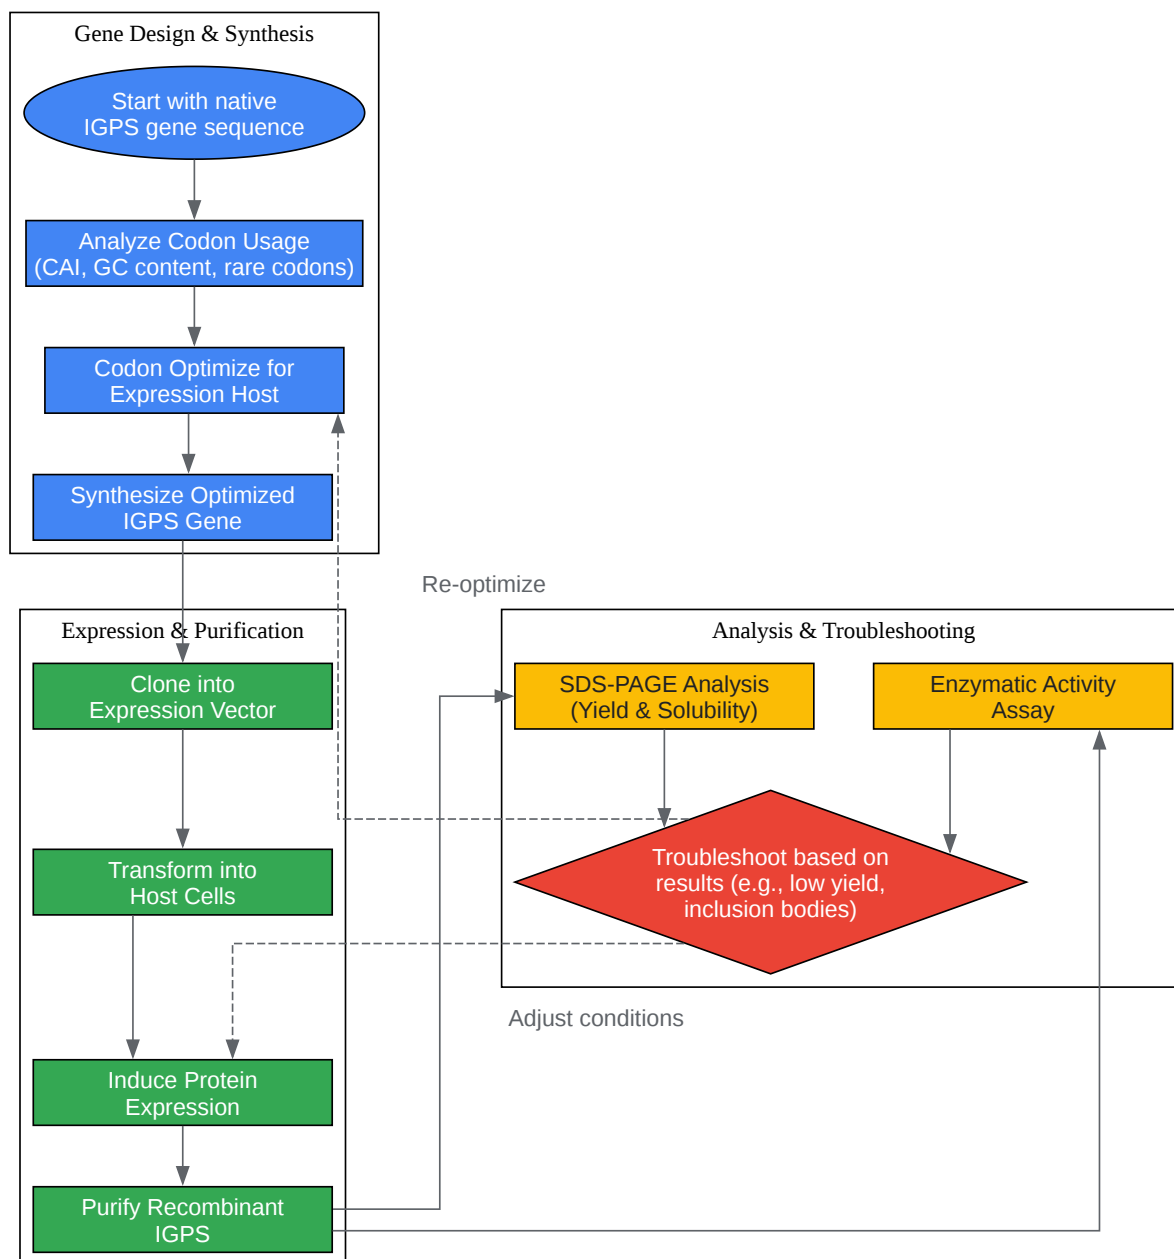 Gene Design & Synthesis
Start with native
IGPS gene sequence
Analyze Codon Usage
(CAI, GC content, rare codons)
Codon Optimize for
Expression Host
Synthesize Optimized
IGPS Gene
Re-optimize
Expression & Purification
Clone into
Expression Vector
Transform into
Host Cells
Induce Protein
Expression
Purify Recombinant
IGPS
Analysis & Troubleshooting
SDS-PAGE Analysis
(Yield & Solubility)
Enzymatic Activity
Assay
Troubleshoot based on
results (e.g., low yield,
inclusion bodies)
Adjust conditions